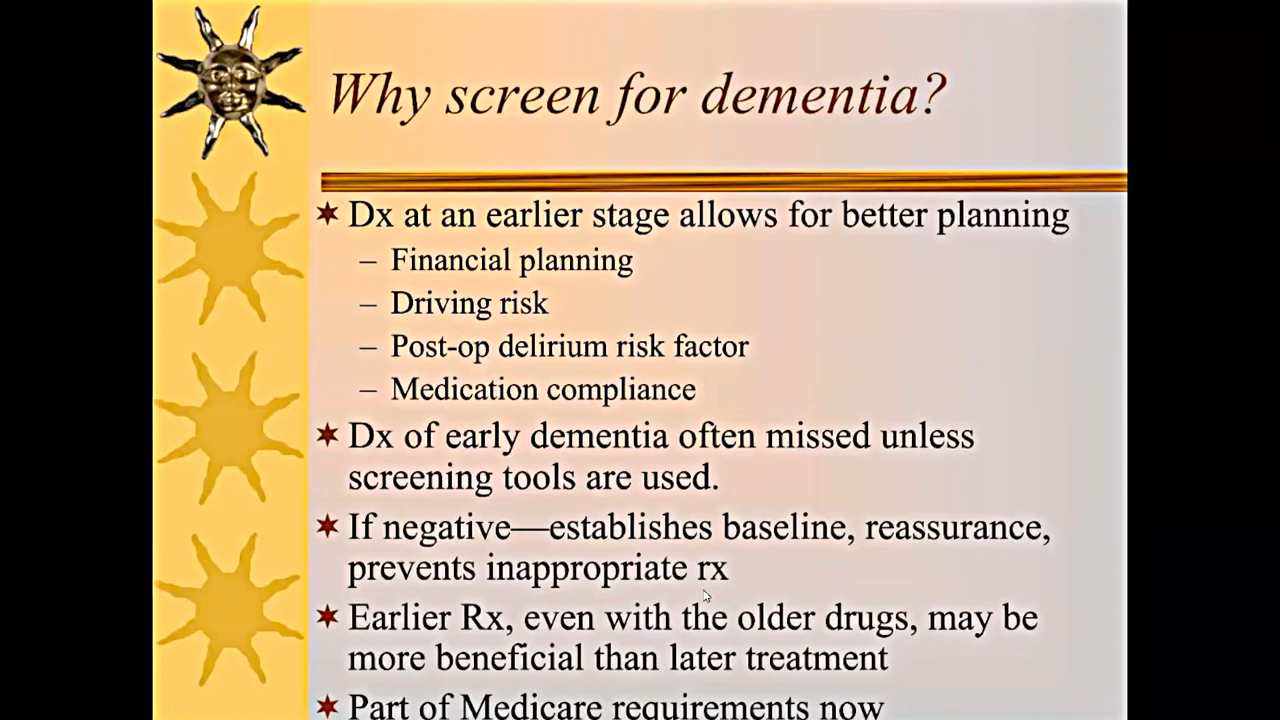 Why screen for dementia?
Dx at an earlier stage allows for better planning
– Financial planning
– Driving risk
– Post-op delirium risk factor
– Medication compliance
Dx of early dementia often missed unless
screening tools are used.
If negative—establishes baseline, reassurance,
prevents inappropriate rx
Earlier Rx, even with the older drugs, may be
more beneficial than later treatment
Part of Medicare requirements now